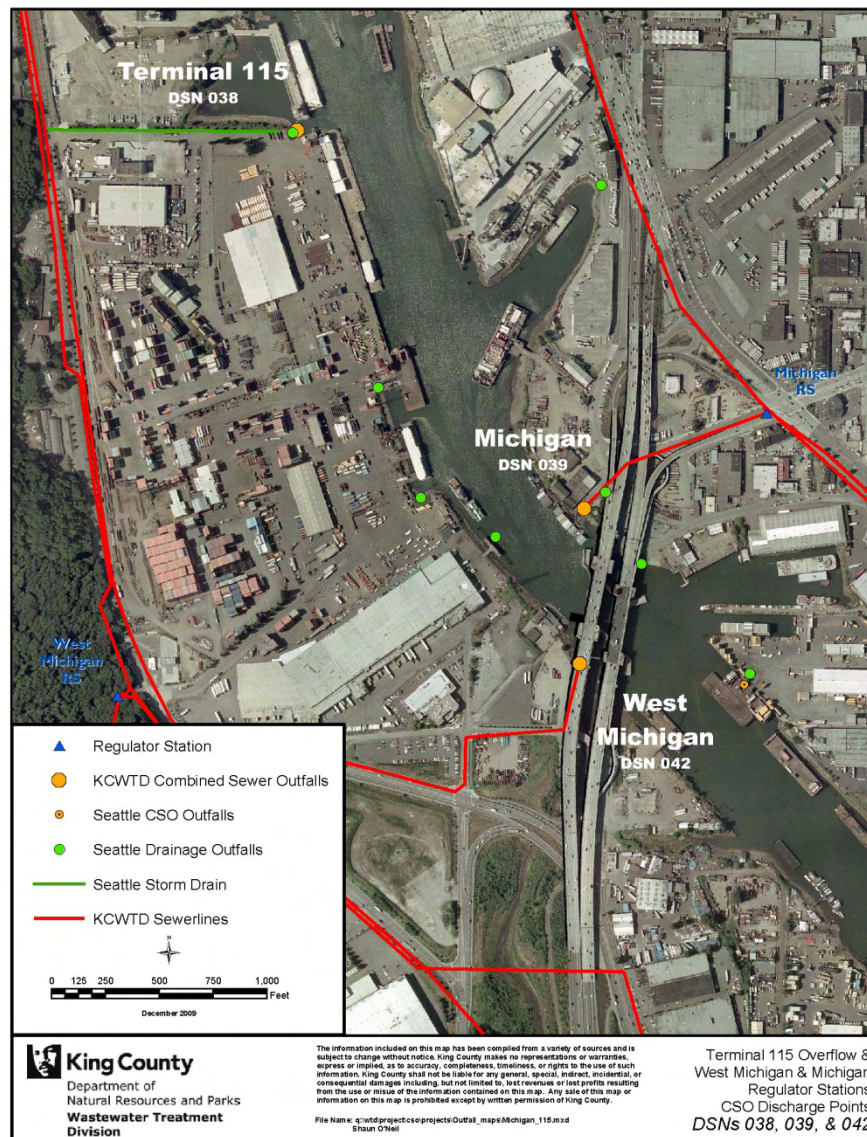 Terminal 115
DSN 038
Michigan
RS
Michigan
DSN 039
West
Michigan
RS
West
Michigan
DSN 042
Regulator Station
KCWTD Combined Sewer Outfalls
Seattle CSO Outfalls
Seattle Drainage Outfalls
Seattle Storm Drain
KCWTD Sewerlines
N
0 125 250 500 750 1,000
Feet
December 2009
King County
Department of
Natural Resources and Parks
Wastewater Treatment
Division
The information included on this map has been compiled from a variety of sources and is
subject to change without notice. King County makes no representations or warranties,
express or implied, as to accuracy, completeness, timeliness, or rights to the use of such
information. King County shall not be liable for any general, special, indirect, incidental, or
consequential damages including, but not limited to, lost revenues or lost profits resulting
from the use or misuse of the information contained on this map. Any sale of this map or
information on this map is prohibited except by written permission of King County.
File Name: q:\wtd\project\cso\projects\Outfall_maps\Michigan_115.mxd
Shaun O'Neil
Terminal 115 Overflow &
West Michigan & Michigan
Regulator Stations
CSO Discharge Points
DSNs 038, 039, & 042